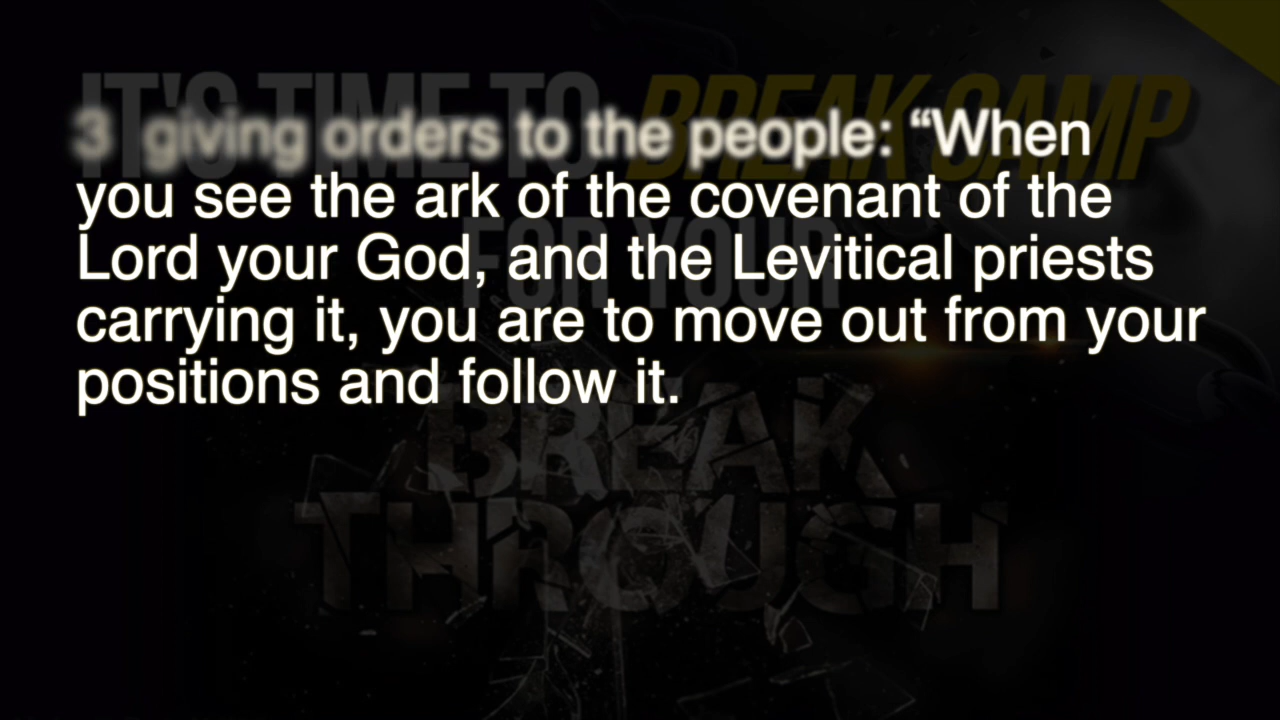 IT'S TIME TO BREAK CAMP
3 giving orders to the people: “When
you see the ark of the covenant of the
FOR YOUR
Lord your God, and the Levitical priests
carrying it, you are to move out from your
positions and follow it.
BREAK
THROUGH